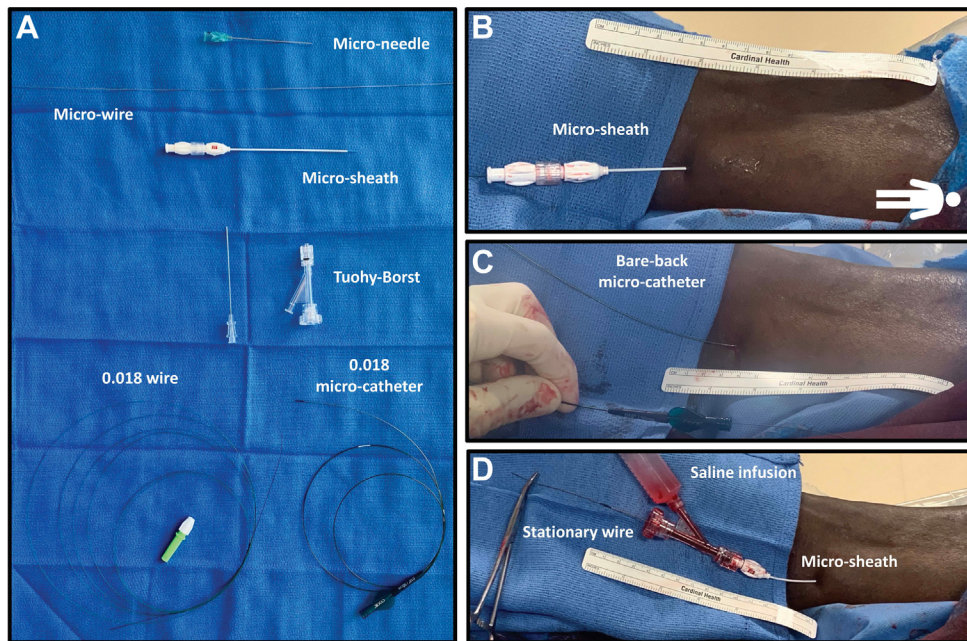 A
Micro-needle
Micro-wire
Micro-sheath
Tuohy-Borst
0.018 wire
0.018
micro-catheter
COOK
B
Cardinal Health
Micro-sheath
C
Bare-back
micro-catheter
Cardinal Health
D
Saline infusion
Stationary wire
Micro-sheath
Cardinal Health